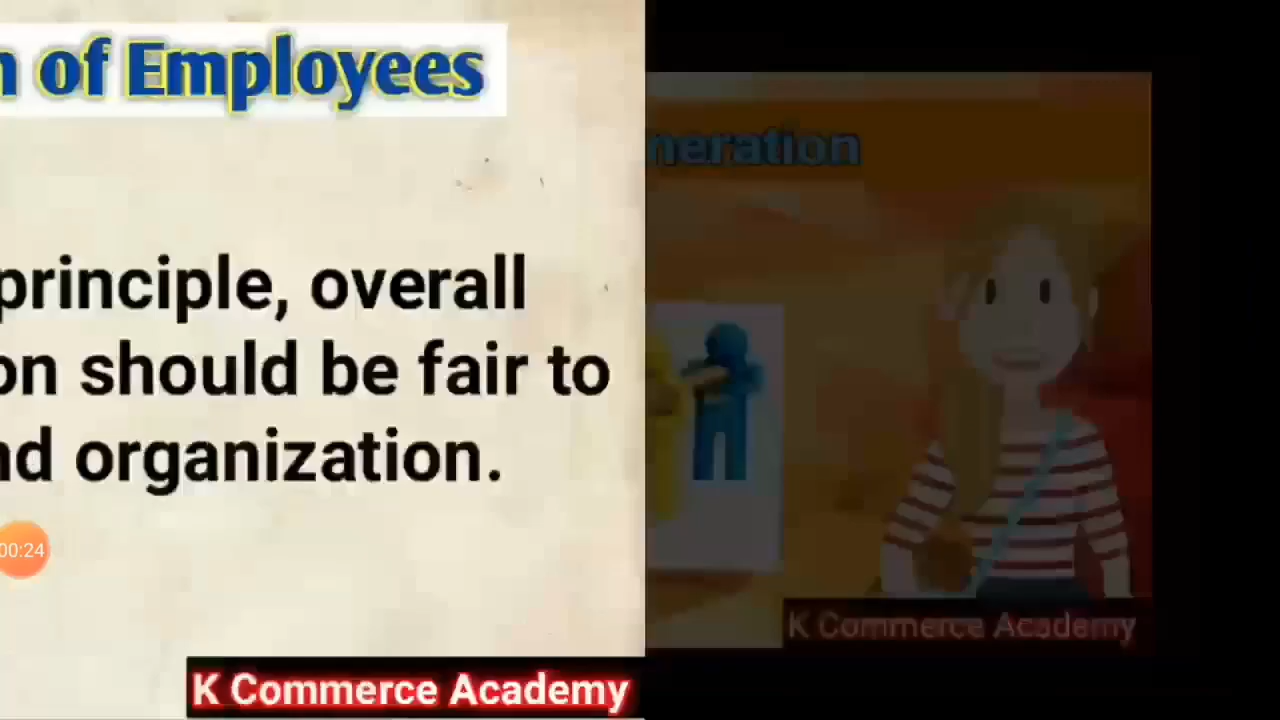 n of Employees
neration
principle, overall
on should be fair to
nd organization.
00:24
K Commerce Academy
K Commerce Academy